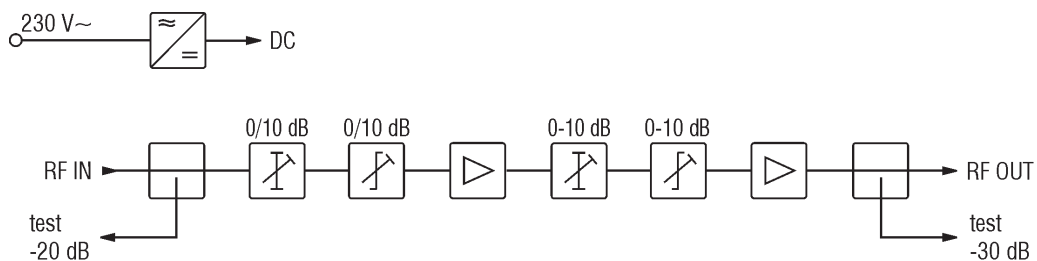 230 V~
DC
0/10 dB 0/10 dB 0-10 dB 0-10 dB
RF IN RF OUT
test test
-20 dB -30 dB